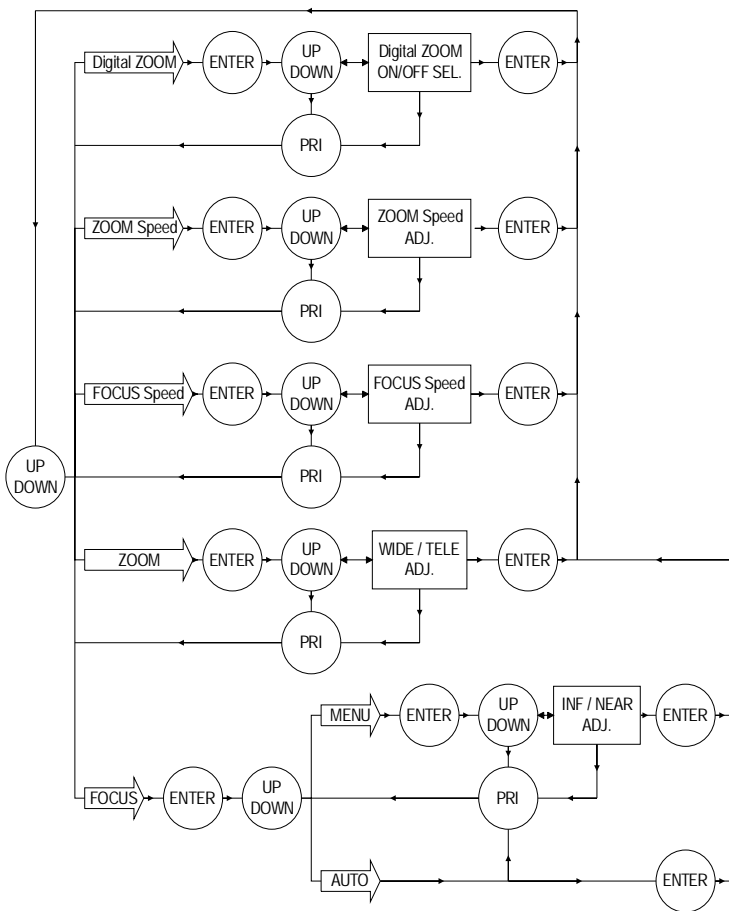 Digital ZOOM
ENTER
UP
DOWN
Digital ZOOM
ON/OFF SEL.
ENTER
PRI
ZOOM Speed
ENTER
UP
DOWN
ZOOM Speed
ADJ.
ENTER
PRI
FOCUS Speed
ENTER
UP
DOWN
FOCUS Speed
ADJ.
ENTER
PRI
UP
DOWN
ZOOM
ENTER
UP
DOWN
WIDE / TELE
ADJ.
ENTER
PRI
MENU
ENTER
UP
DOWN
INF / NEAR
ADJ.
ENTER
FOCUS
ENTER
UP
DOWN
PRI
AUTO
ENTER